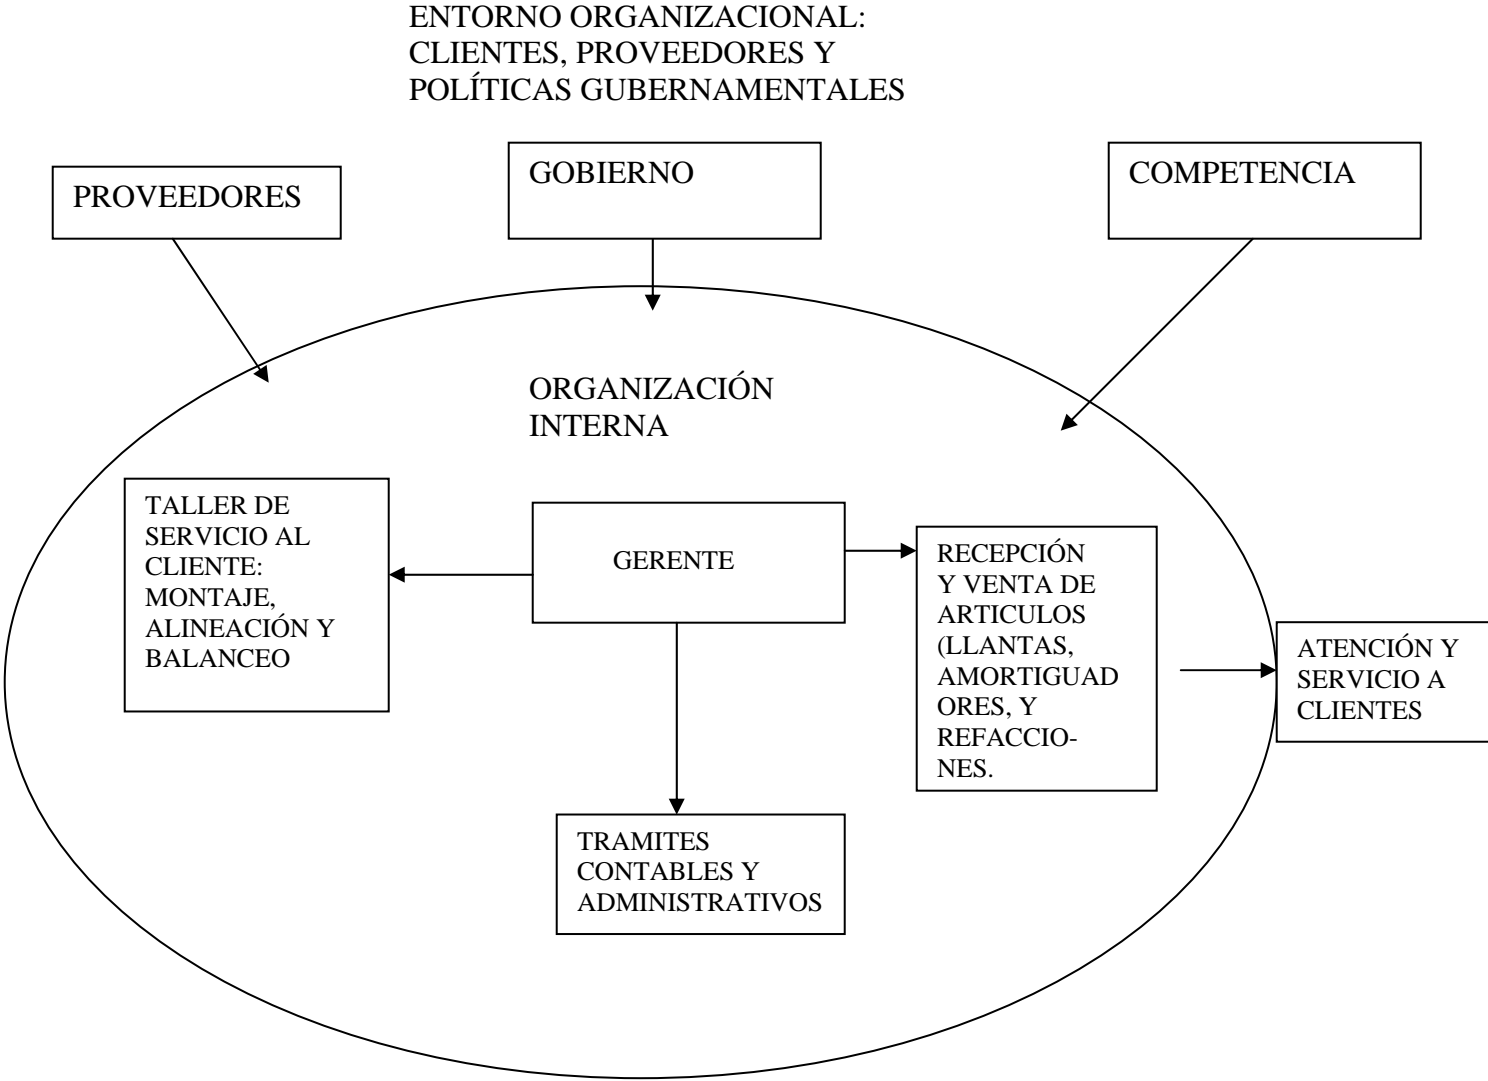 ENTORNO ORGANIZACIONAL:
CLIENTES, PROVEEDORES Y
POLÍTICAS GUBERNAMENTALES
PROVEEDORES
GOBIERNO
COMPETENCIA
ORGANIZACIÓN
INTERNA
TALLER DE
SERVICIO AL
CLIENTE:
MONTAJE,
ALINEACIÓN Y
BALANCEO
GERENTE
RECEPCIÓN
Y VENTA DE
ARTICULOS
(LLANTAS,
AMORTIGUAD
ORES, Y
REFACCIO-
NES.
ATENCIÓN Y
SERVICIO A
CLIENTES
TRAMITES
CONTABLES Y
ADMINISTRATIVOS